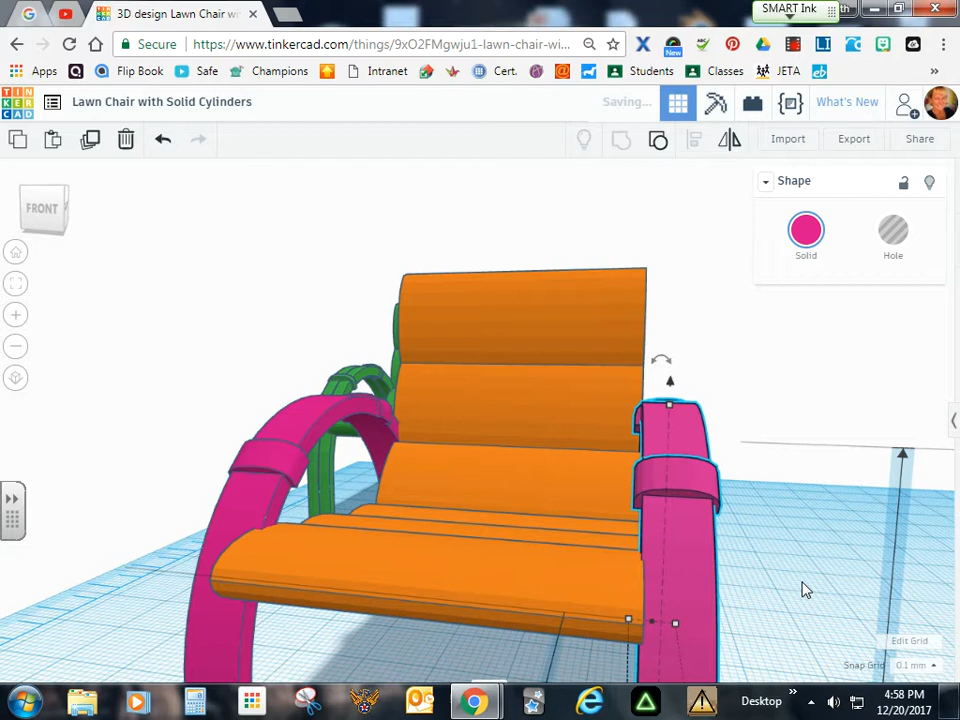 SMART Ink
th
3D design Lawn Chair wi
Secure
https://www.tinkercad.com/things/9xO2FMgwju1-lawn-chair-wi...
New
Apps
Flip Book
Safe
Champions
Intranet
Cert.
Students
Classes
JETA
eb
»
TIN
KER
CAD
Lawn Chair with Solid Cylinders
Saving...
What's New
Import
Export
Share
FRONT
Shape
Solid
Hole
Edit Grid
Snap Grid 0.1 mm
Desktop
»
4:58 PM
12/20/2017